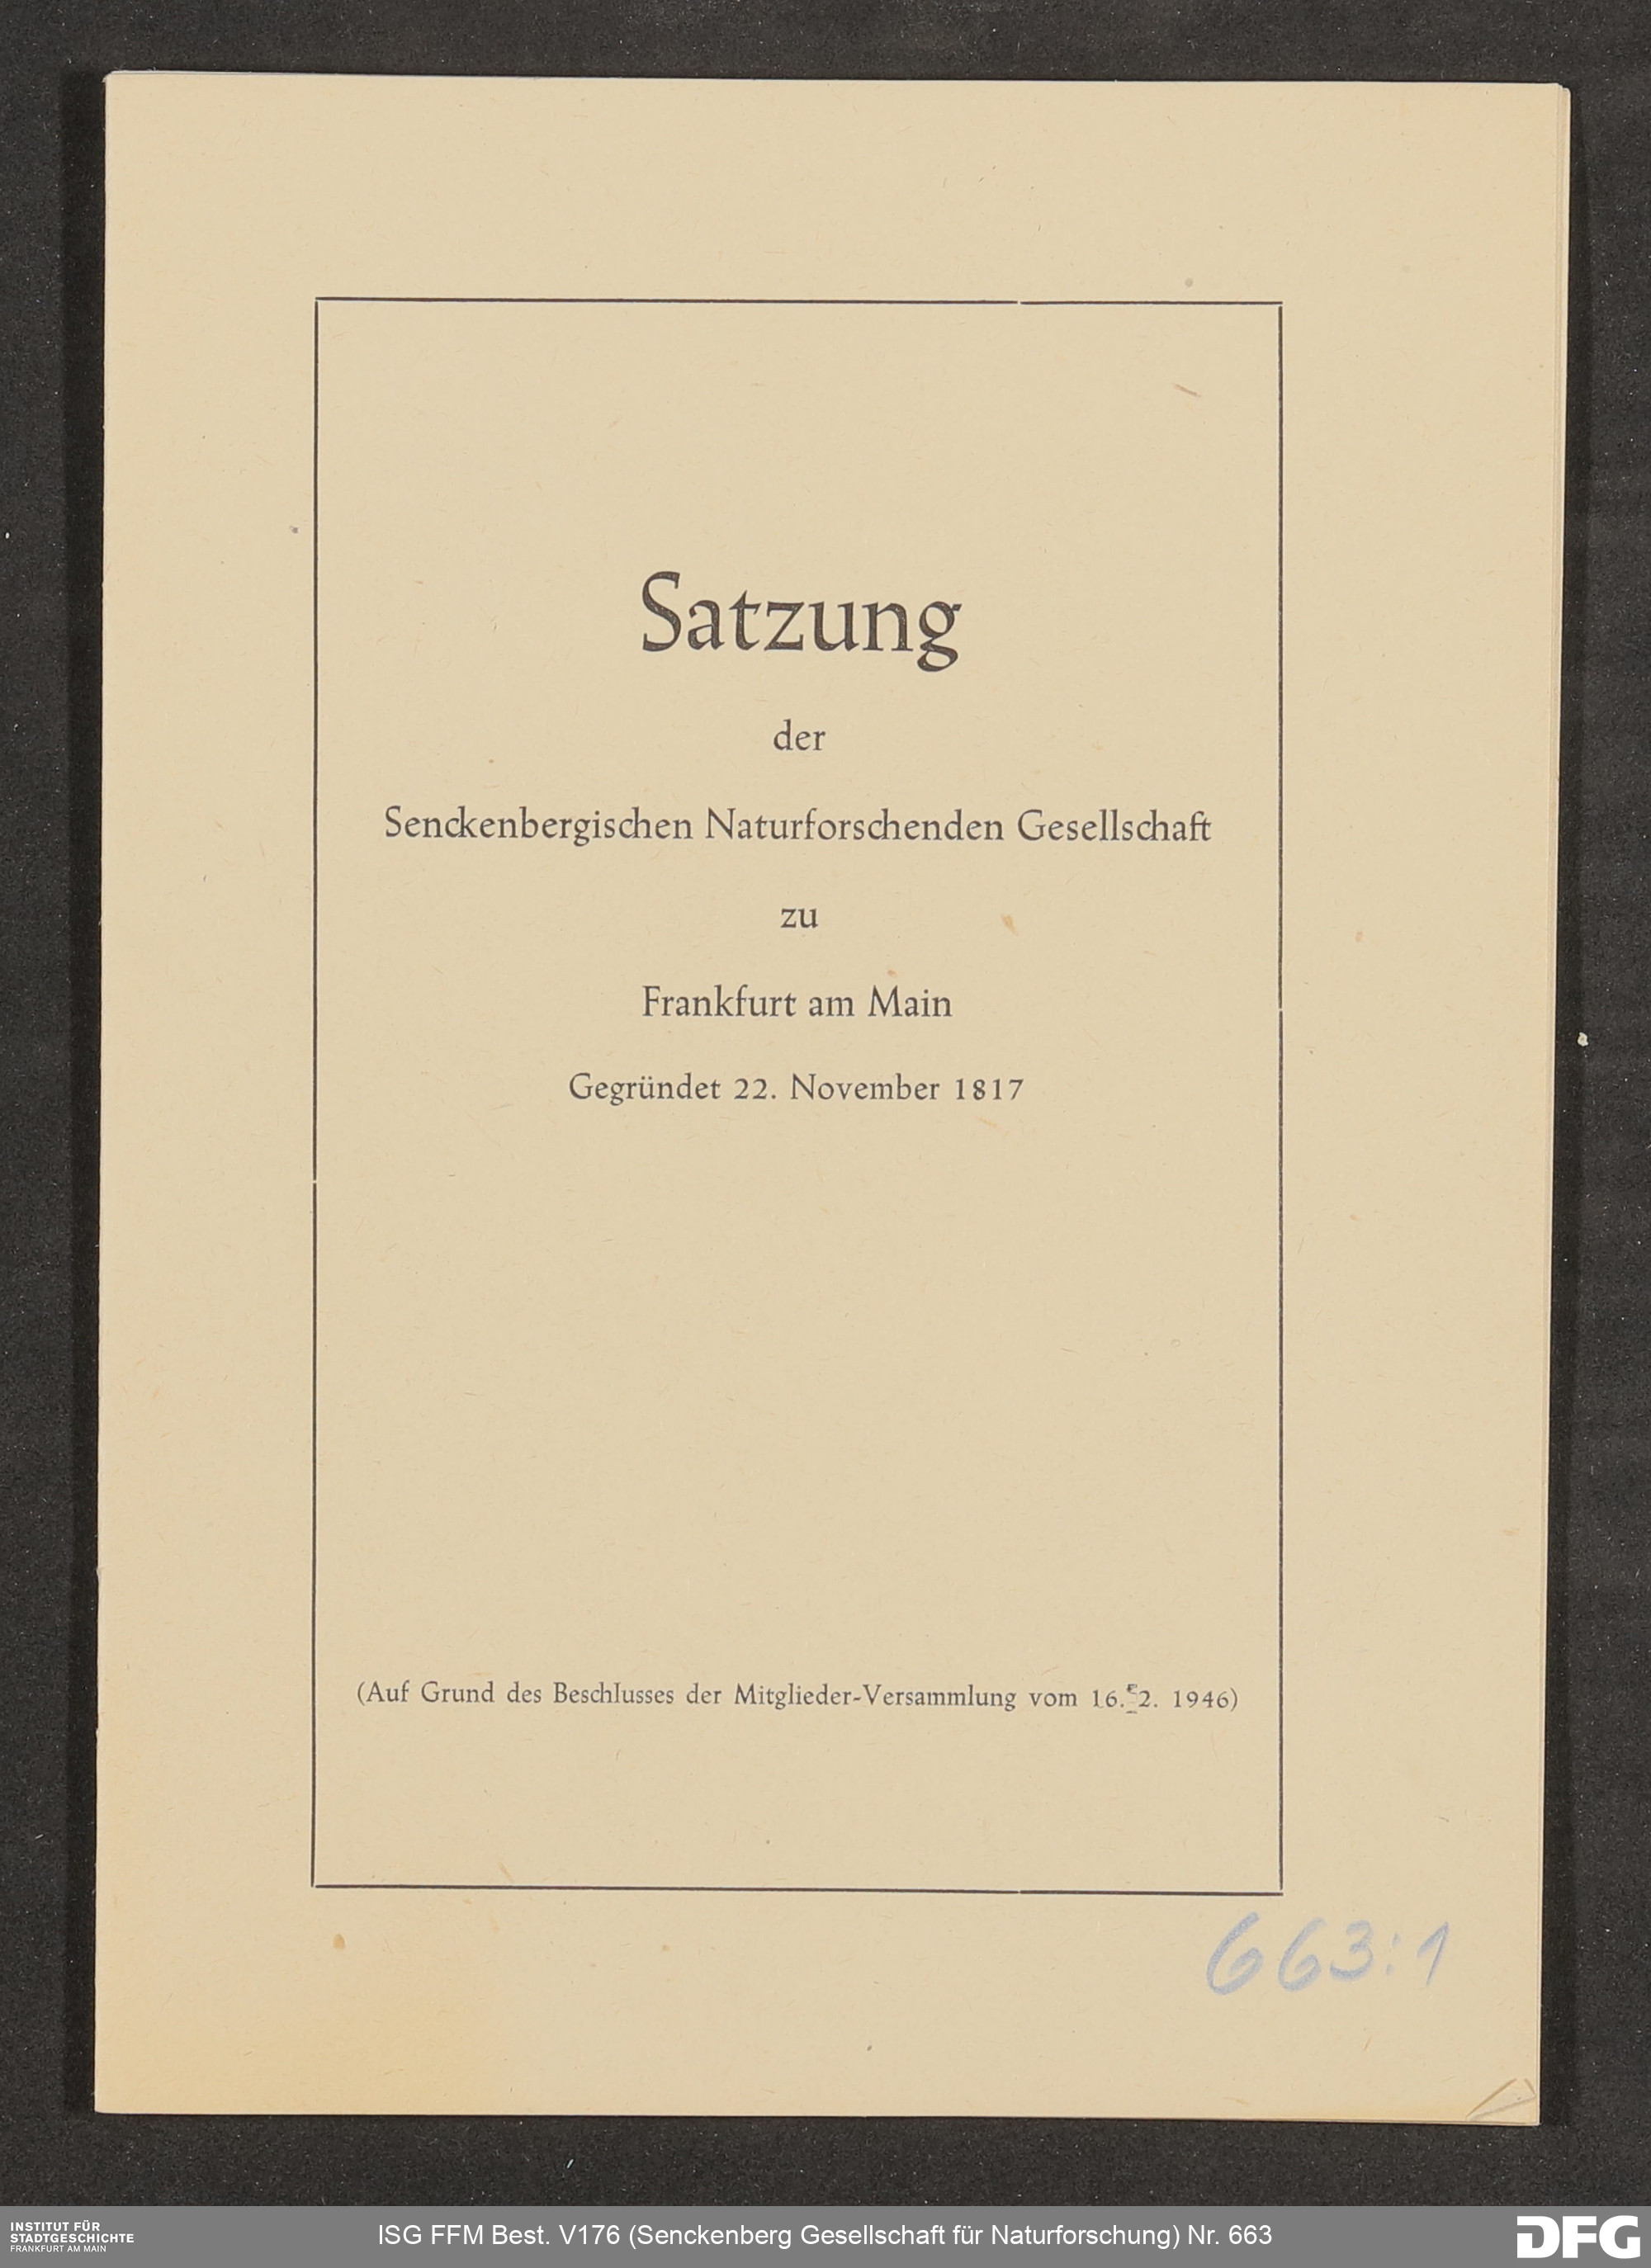 Satzung
der
Senckenbergischen Naturforschenden Gesellschaft
zu
Frankfurt am Main
Gegründet 22. November 1817
(Auf Grund des Beschlusses der Mitglieder-Versammlung vom 16. 2. 1946)
663:1
INSTITUT FÜR
STADTGESCHICHTE
FRANKFURT AM MAIN
ISG FFM Best. V176 (Senckenberg Gesellschaft für Naturforschung) Nr. 663
DFG